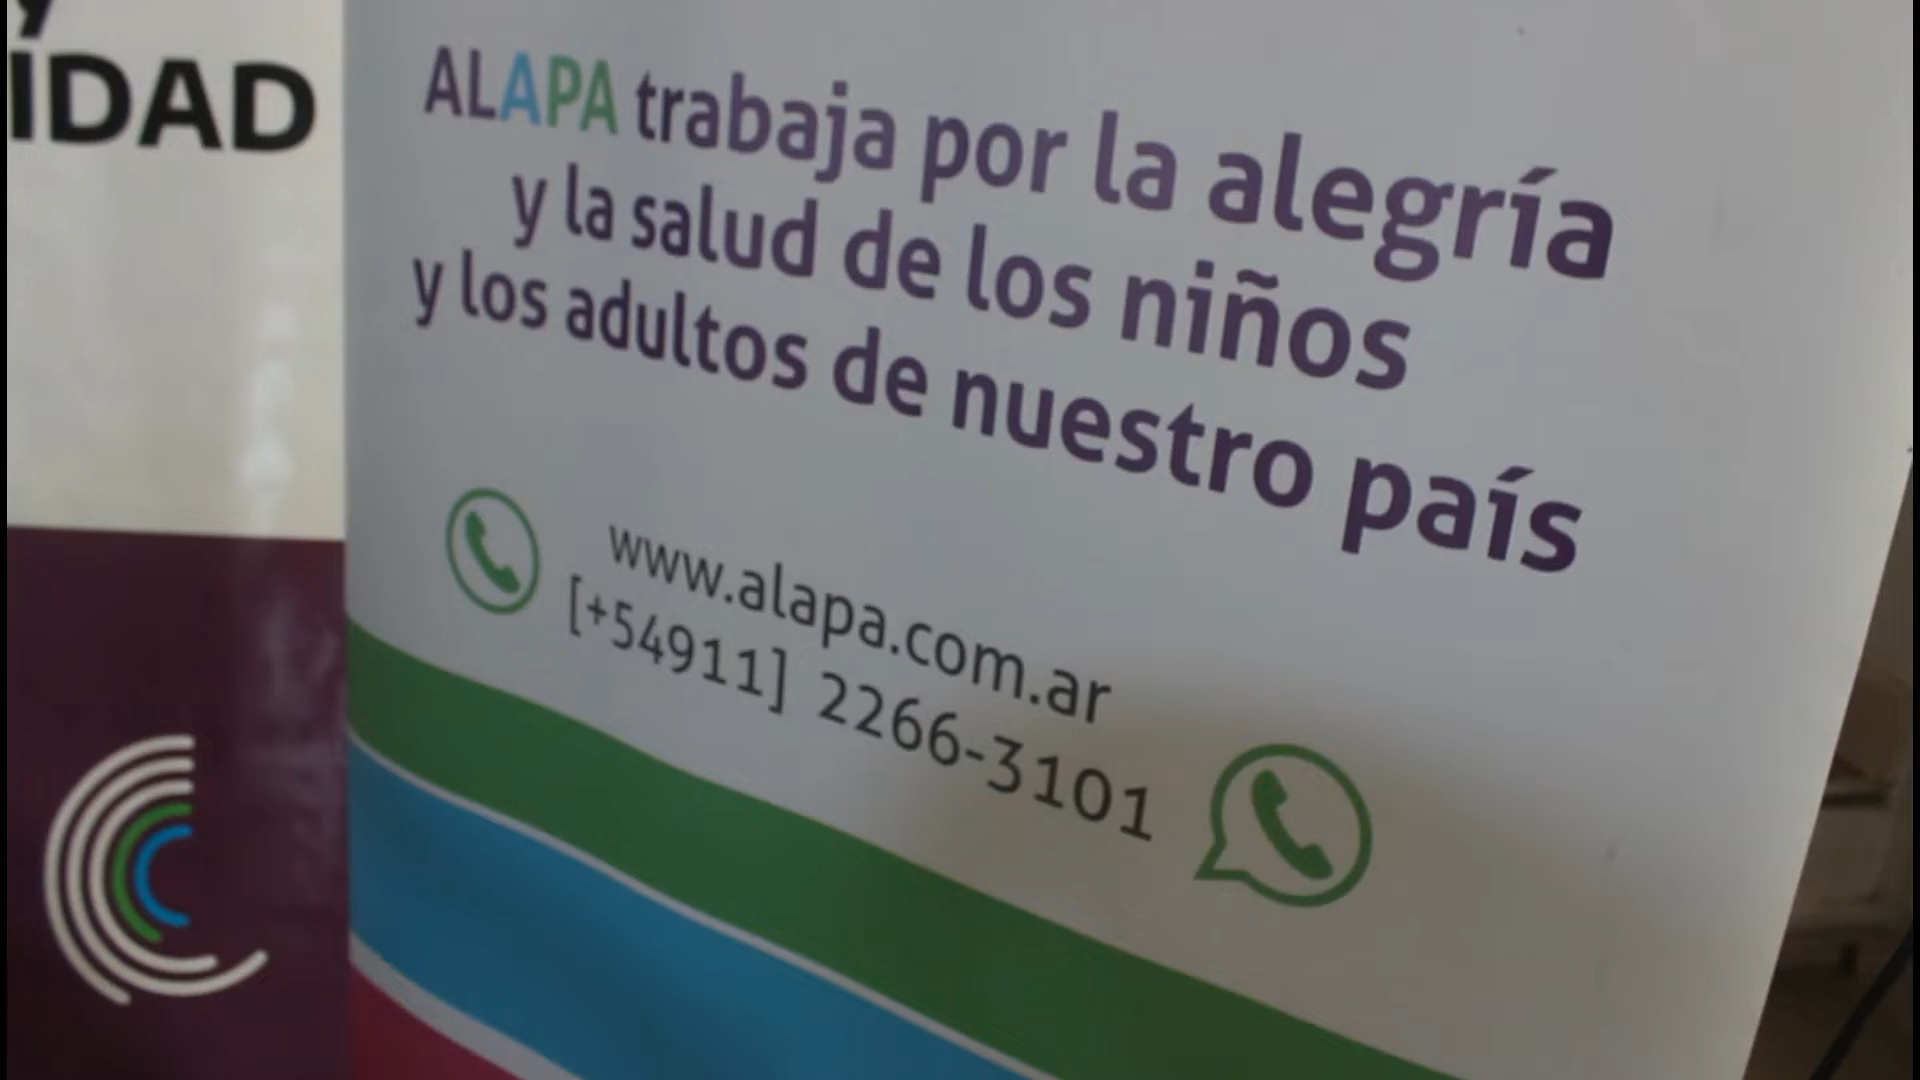 IDAD
ALAPA trabaja por la alegría
y la salud de los niños
y los adultos de nuestro país
www.alapa.com.ar
[+54911] 2266-3101